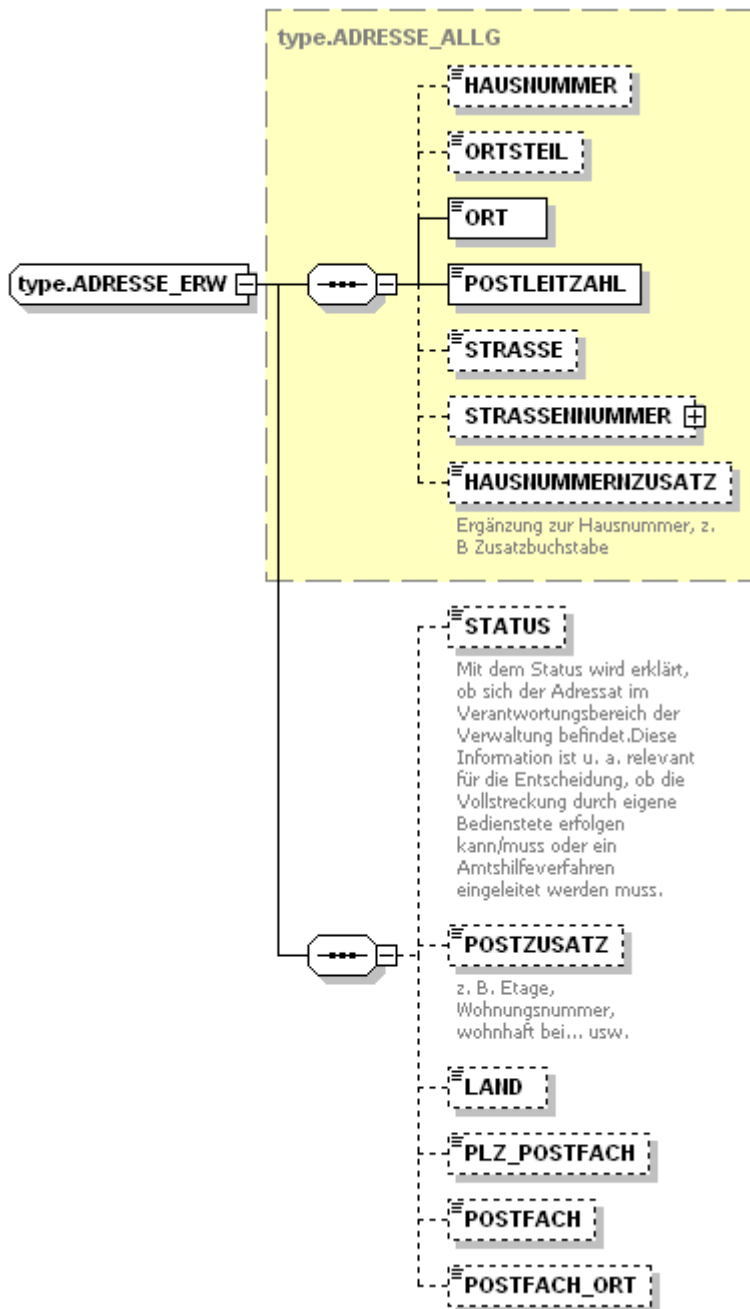 type.ADRESSE_ALLG
HAUSNUMMER
ORTSTEIL
ORT
type.ADRESSE_ERW
POSTLEITZAHL
STRASSE
STRASSENNUMMER
HAUSNUMMERNZUSATZ
Ergänzung zur Hausnummer, z.
B Zusatzbuchstabe
STATUS
Mit dem Status wird erklärt,
ob sich der Adressat im
Verantwortungsbereich der
Verwaltung befindet.Diese
Information ist u. a. relevant
für die Entscheidung, ob die
Vollstreckung durch eigene
Bedienstete erfolgen
kann/muss oder ein
Amtshilfeverfahren
eingeleitet werden muss.
POSTZUSATZ
z. B. Etage,
Wohnungsnummer,
wohnhaft bei... usw.
LAND
PLZ_POSTFACH
POSTFACH
POSTFACH_ORT